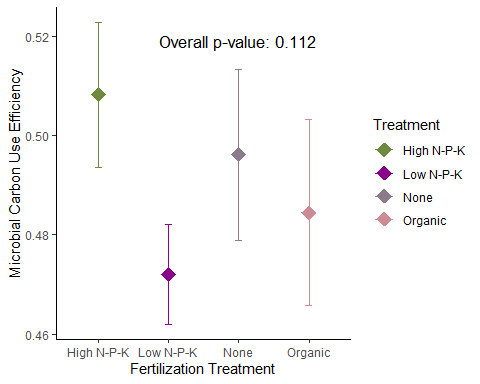 Overall p-value: 0.112
0.52
0.50
0.48
0.46
Microbial Carbon Use Efficiency
High N-P-K
Low N-P-K
None
Organic
Fertilization Treatment
Treatment
High N-P-K
Low N-P-K
None
Organic